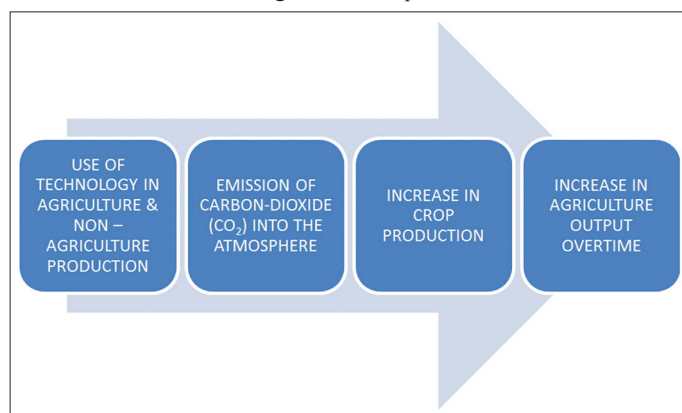 USE OF
TECHNOLOGY IN
AGRICULTURE &
NON –
AGRICULTURE
PRODUCTION
EMISSION OF
CARBON-DIOXIDE
(CO₂) INTO THE
ATMOSPHERE
INCREASE IN
CROP
PRODUCTION
INCREASE IN
AGRICULTURE
OUTPUT
OVERTIME